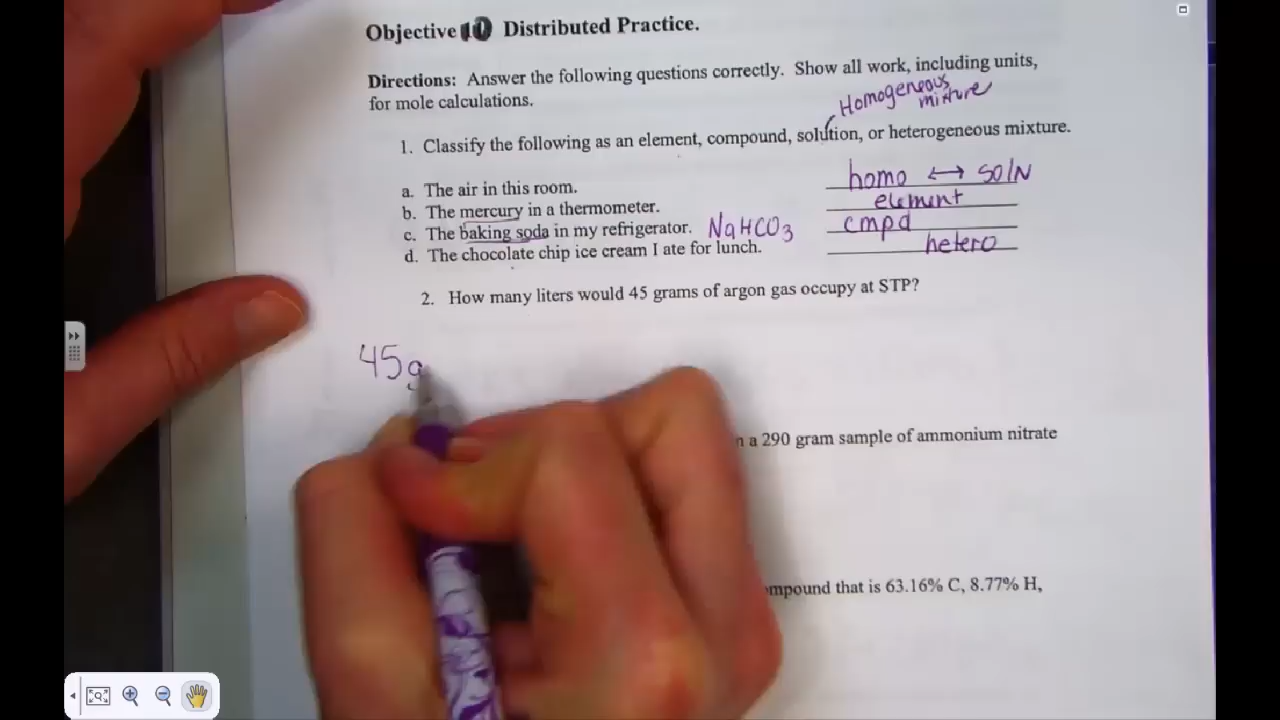 Objective 10 Distributed Practice.
Directions: Answer the following questions correctly. Show all work, including units,
for mole calculations.
Homogeneous
mixture
1. Classify the following as an element, compound, solution, or heterogeneous mixture.
a. The air in this room. homo ↔ solN
b. The mercury in a thermometer. element
c. The baking soda in my refrigerator. NaHCO3 cmpd
d. The chocolate chip ice cream I ate for lunch. hetero
2. How many liters would 45 grams of argon gas occupy at STP?
45g
a 290 gram sample of ammonium nitrate
that is 63.16% C, 8.77% H,